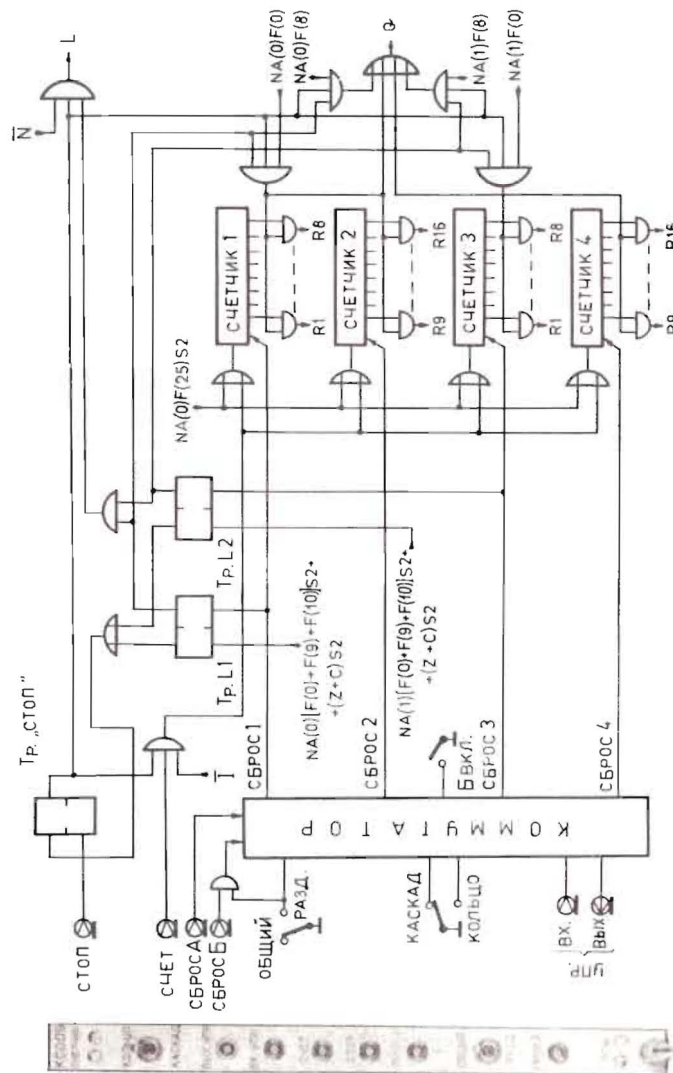 СТОП
СЧЕТ
СБРОС А
СБРОС Б
ОБЩИЙ
РАЗД.
КАСКАД
КОЛЬЦО
УПР.
ВХ.
ВЫХ
Тр. „СТОП"
КОММУТАТОР
I
СБРОС 1
СБРОС 2
Б ВКЛ.
СБРОС 3
СБРОС 4
Тр. L1
NA(0)[F(0)+F(9)+F(10)]S2+
+(Z+C)S2
Тр. L2
NA(1)[F(0)+F(9)+F(10)]S2+
+(Z+C)S2
NA(0)F(25)S2
СЧЕТЧИК 1
R1
R8
СЧЕТЧИК 2
R9
R16
СЧЕТЧИК 3
R1
R8
СЧЕТЧИК 4
R9
R16
N
L
NA(0)F(0)
NA(0)F(8)
Q
NA(1)F(8)
NA(1)F(0)
КАСКАД